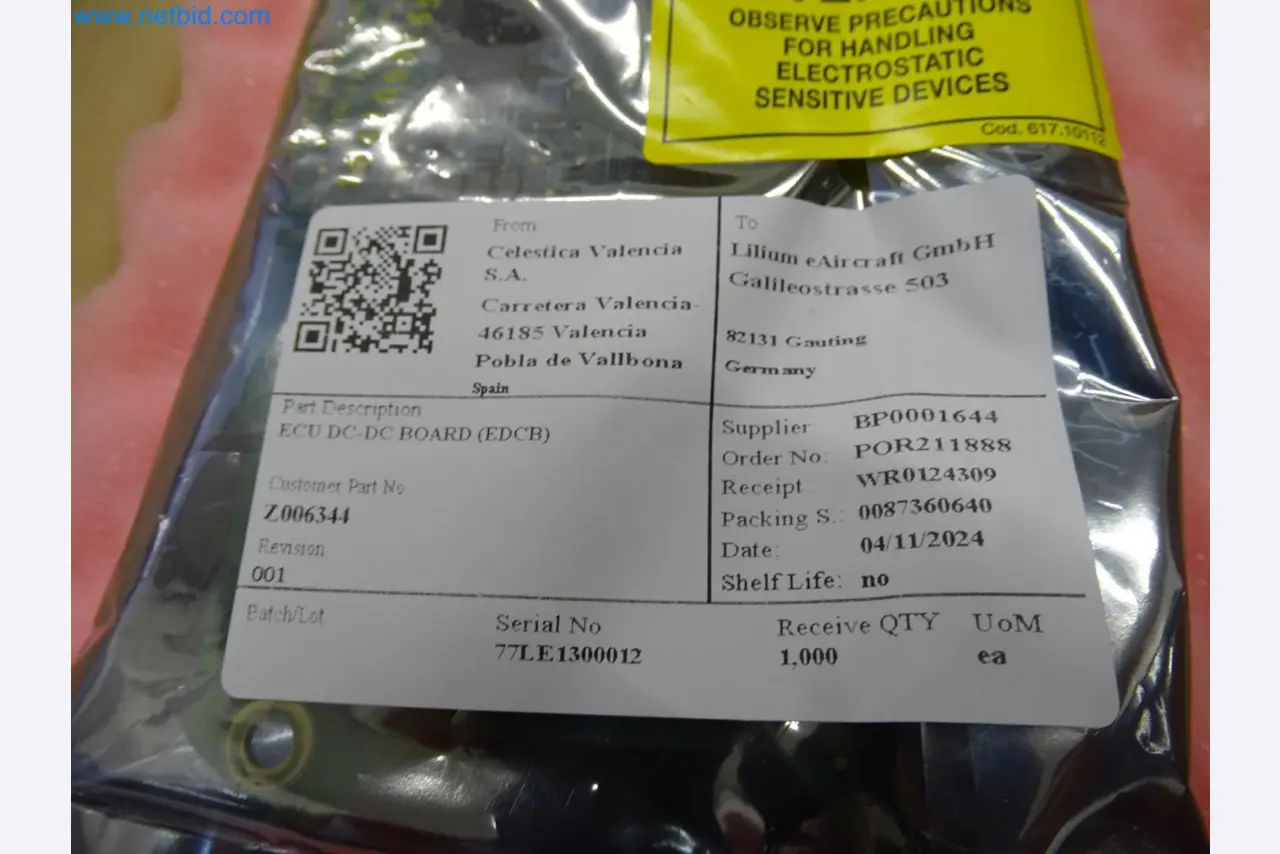 www.netbid.com
OBSERVE PRECAUTIONS
FOR HANDLING
ELECTROSTATIC
SENSITIVE DEVICES
Cod. 617.10112
From
Celestica Valencia
S.A.
Carretera Valencia-
46185 Valencia
Pobla de Vallbona
Spain
To
Lilium eAircraft GmbH
Galileostrasse 503
82131 Gauting
Germany
Part Description
ECU DC-DC BOARD (EDCB)
Customer Part No
Z006344
Revision
001
Supplier BP0001644
Order No: POR211888
Receipt WR0124309
Packing S.: 0087360640
Date: 04/11/2024
Shelf Life: no
Batch/Lot
Serial No
77LE1300012
Receive QTY
1,000
UoM
ea